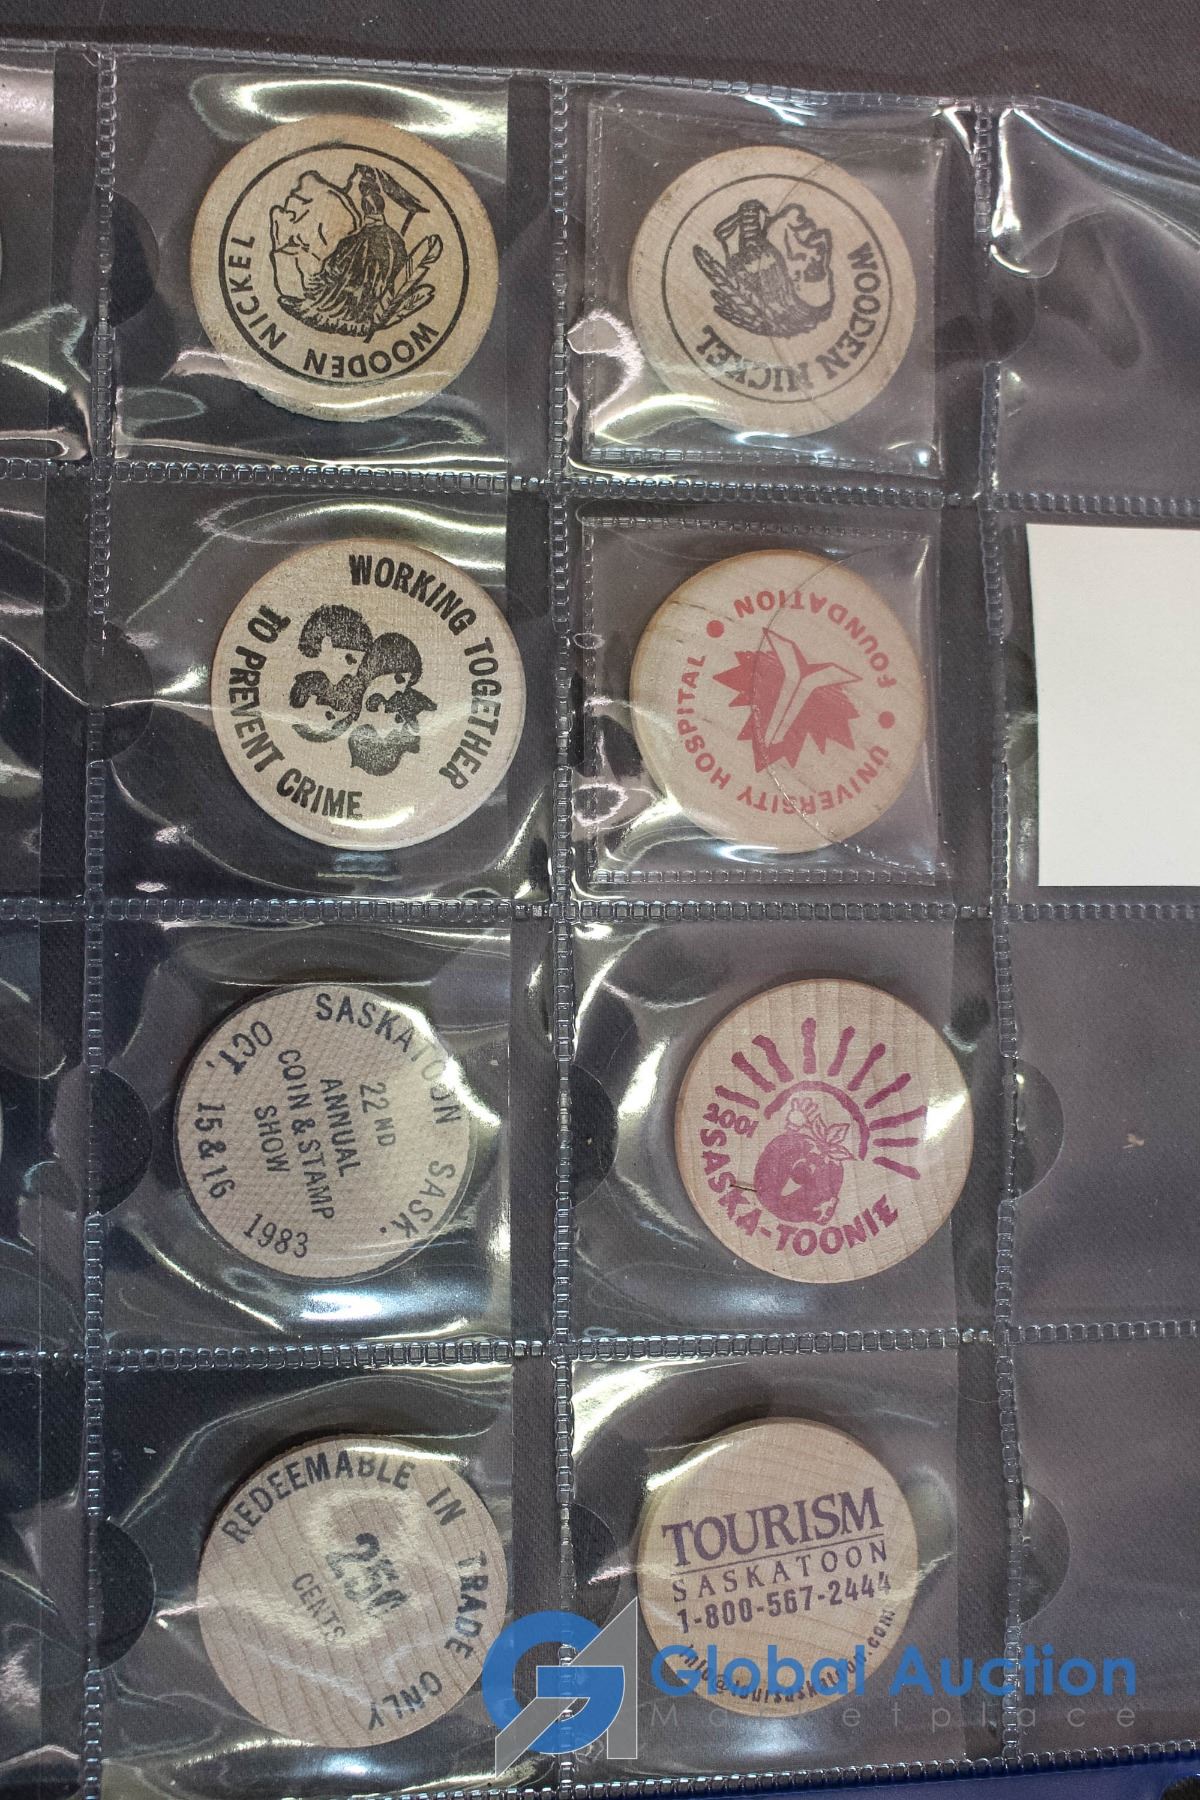 WOODEN NICKEL
WOODEN NICKEL
WORKING TOGETHER
TO PREVENT CRIME
UNIVERSITY HOSPITAL • FOUNDATION •
SASKATOON SASK.
22ND
ANNUAL
COIN & STAMP
SHOW
OCT. 15 & 16 1983
2001
SASKA-TOONIE
REDEEMABLE IN TRADE ONLY
25¢
CENTS
TOURISM
SASKATOON
1-800-567-2444
Global Auction
Marketplace